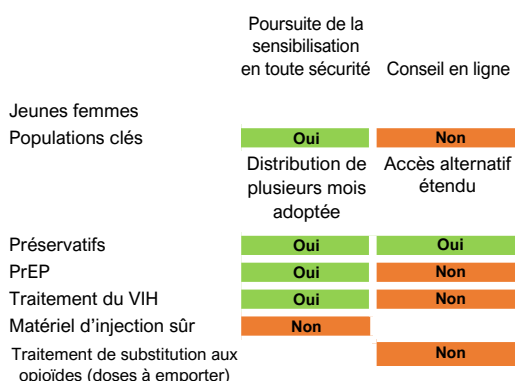 Poursuite de la
sensibilisation
en toute sécurité Conseil en ligne
Jeunes femmes
Populations clés Oui Non
Distribution de Accès alternatif
plusieurs mois étendu
adoptée
Préservatifs Oui Oui
PrEP Oui Non
Traitement du VIH Oui Non
Matériel d'injection sûr Non
Traitement de substitution aux Non
opioïdes (doses à emporter)